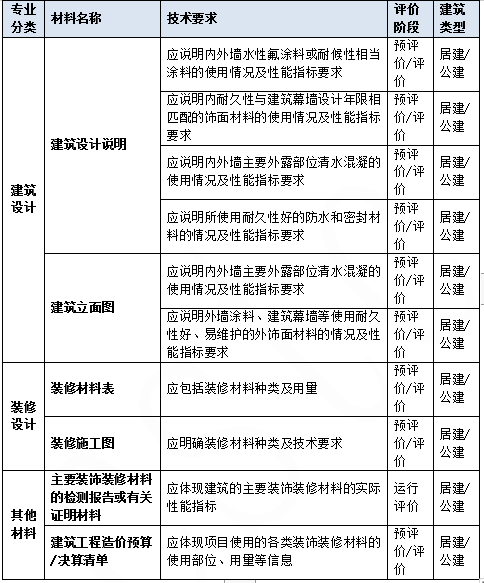 专业 材料名称 技术要求 评价 建筑
分类 阶段 类型
建筑
设计
建筑设计说明
应说明内外墙水性氟涂料或耐候性相当
涂料的使用情况及性能指标要求
预评
价/评
价
居建/
公建
应说明内耐久性与建筑幕墙设计年限相
匹配的饰面材料的使用情况及性能指标
要求
预评
价/评
价
居建/
公建
应说明内外墙主要外露部位清水混凝的
使用情况及性能指标要求
预评
价/评
价
居建/
公建
应说明所使用耐久性好的防水和密封材
料的情况及性能指标要求
预评
价/评
价
居建/
公建
建筑立面图
应说明内外墙主要外露部位清水混凝的
使用情况及性能指标要求
预评
价/评
价
居建/
公建
应说明外墙涂料、建筑幕墙等使用耐久
性好、易维护的外饰面材料的情况及性
能指标要求
预评
价/评
价
居建/
公建
装修
设计
装修材料表
应包括装修材料种类及用量
预评
价/评
价
居建/
公建
装修施工图
应明确装修材料种类及技术要求
预评
价/评
价
居建/
公建
其他
材料
主要装饰装修材料
的检测报告或有关
证明材料
应体现建筑的主要装饰装修材料的实际
性能指标
运行
评价
居建/
公建
建筑工程造价预算
/决算清单
应体现项目使用的各类装饰装修材料的
使用部位、用量等信息
预评
价/评
价
居建/
公建